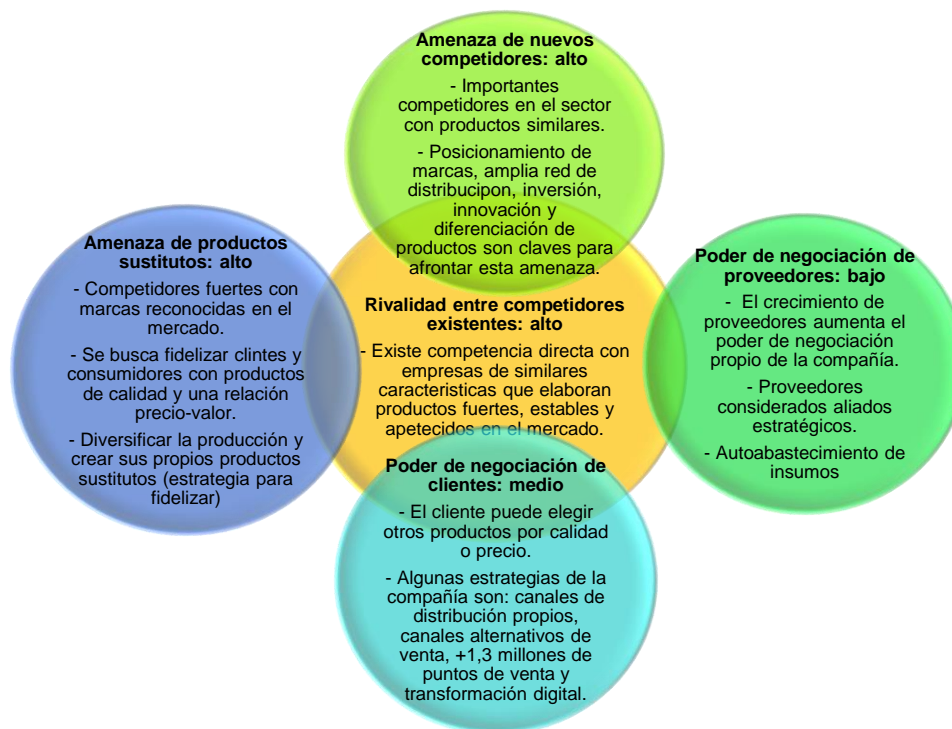 Amenaza de nuevos
competidores: alto
- Importantes
competidores en el sector
con productos similares.
- Posicionamiento de
marcas, amplia red de
distribucipon, inversión,
innovación y
diferenciación de
productos son claves para
afrontar esta amenaza.
Amenaza de productos
sustitutos: alto
- Competidores fuertes con
marcas reconocidas en el
mercado.
- Se busca fidelizar clintes y
consumidores con productos
de calidad y una relación
precio-valor.
- Diversificar la producción y
crear sus propios productos
sustitutos (estrategia para
fidelizar)
Rivalidad entre competidores
existentes: alto
- Existe competencia directa con
empresas de similares
caracteristicas que elaboran
productos fuertes, estables y
apetecidos en el mercado.
Poder de negociación de
proveedores: bajo
- El crecimiento de
proveedores aumenta el
poder de negociación
propio de la compañía.
- Proveedores
considerados aliados
estratégicos.
- Autoabastecimiento de
insumos
Poder de negociación de
clientes: medio
- El cliente puede elegir
otros productos por calidad
o precio.
- Algunas estrategias de la
compañía son: canales de
distribución propios,
canales alternativos de
venta, +1,3 millones de
puntos de venta y
transformación digital.